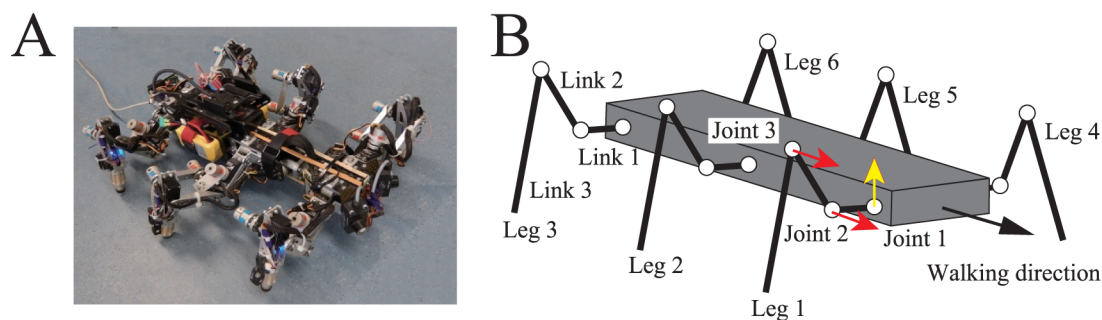 A
B
Leg 6
Link 2
Leg 5
Leg 4
Joint 3
Link 1
Link 3
Leg 3
Joint 2
Joint 1
Leg 2
Walking direction
Leg 1